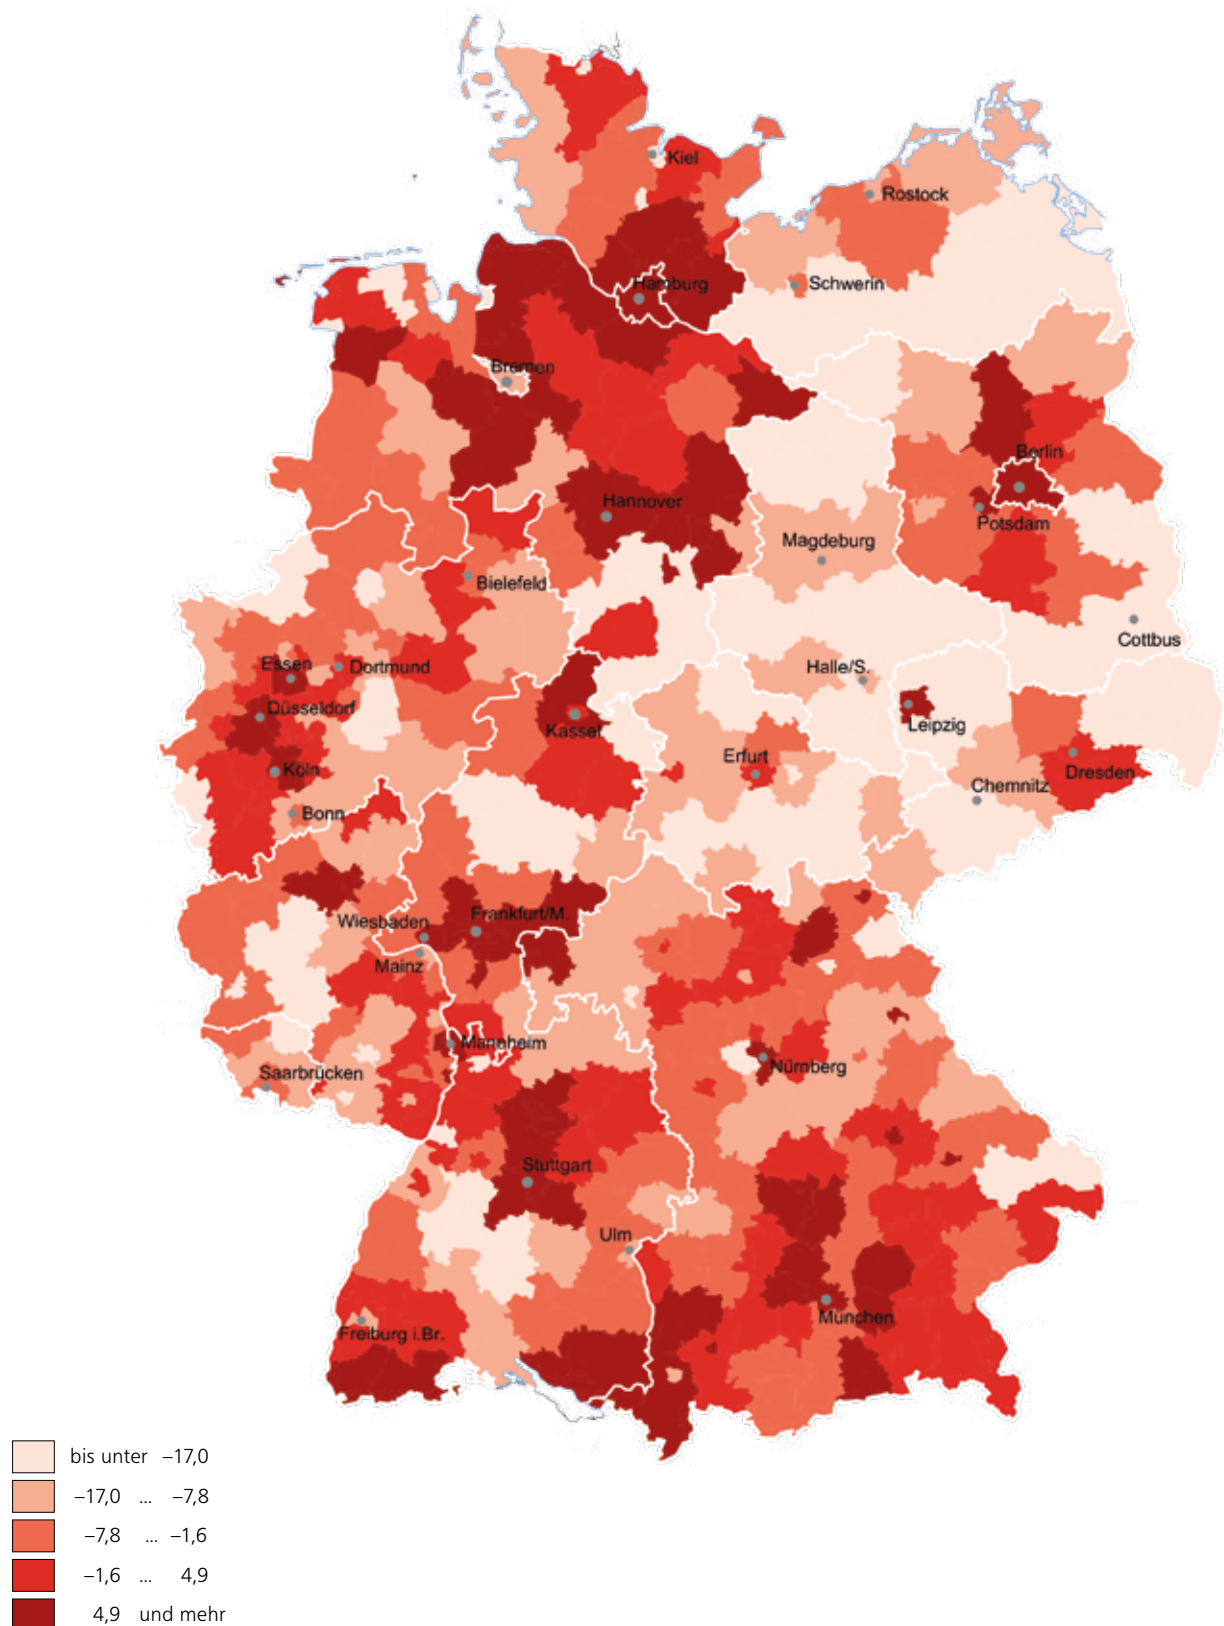 Kiel
Rostock
Schwerin
Hamburg
Bremen
Berlin
Hannover
Potsdam
Magdeburg
Bielefeld
Cottbus
Essen
Dortmund
Halle/S.
Düsseldorf
Leipzig
Kassel
Erfurt
Dresden
Köln
Chemnitz
Bonn
Wiesbaden
Frankfurt/M.
Mainz
Mannheim
Nürnberg
Saarbrücken
Stuttgart
Ulm
München
Freiburg i.Br.
bis unter –17,0
–17,0 ... –7,8
–7,8 ... –1,6
–1,6 ... 4,9
4,9 und mehr